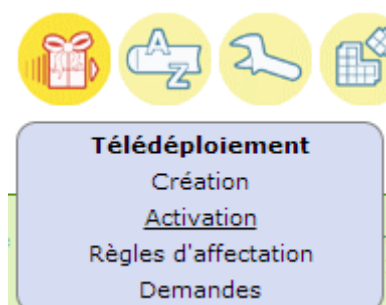 A
Z
Télédéploiement
Création
Activation
Règles d'affectation
Demandes